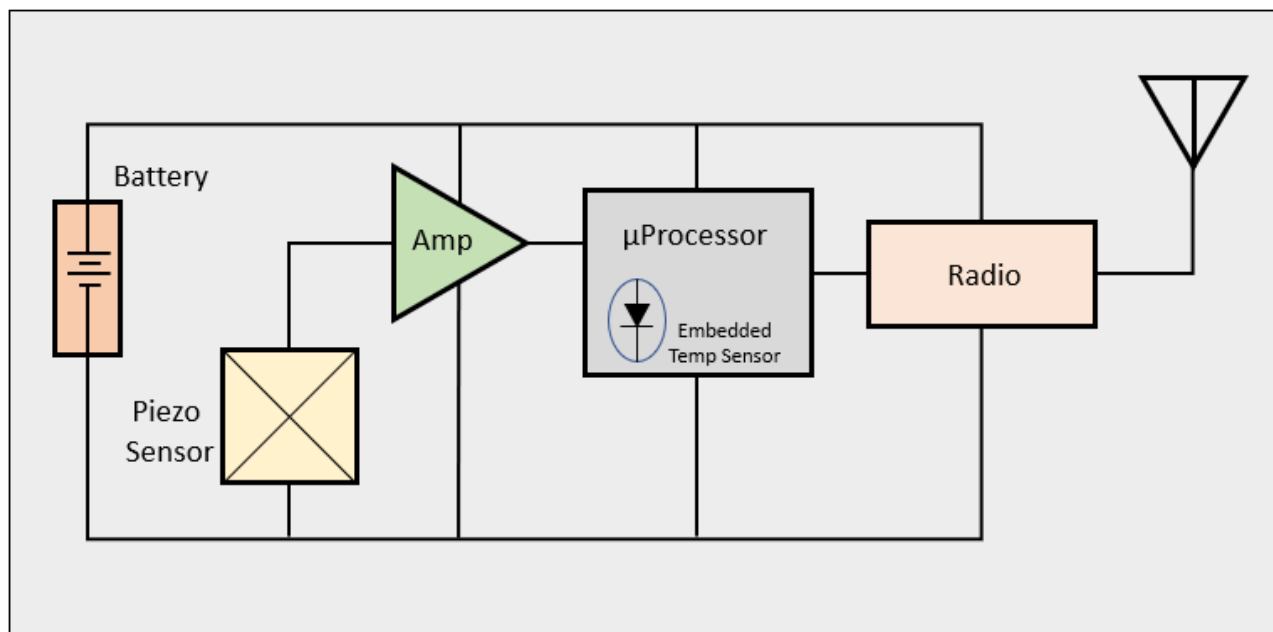 Battery
Amp
µProcessor
Embedded
Temp Sensor
Radio
Piezo
Sensor